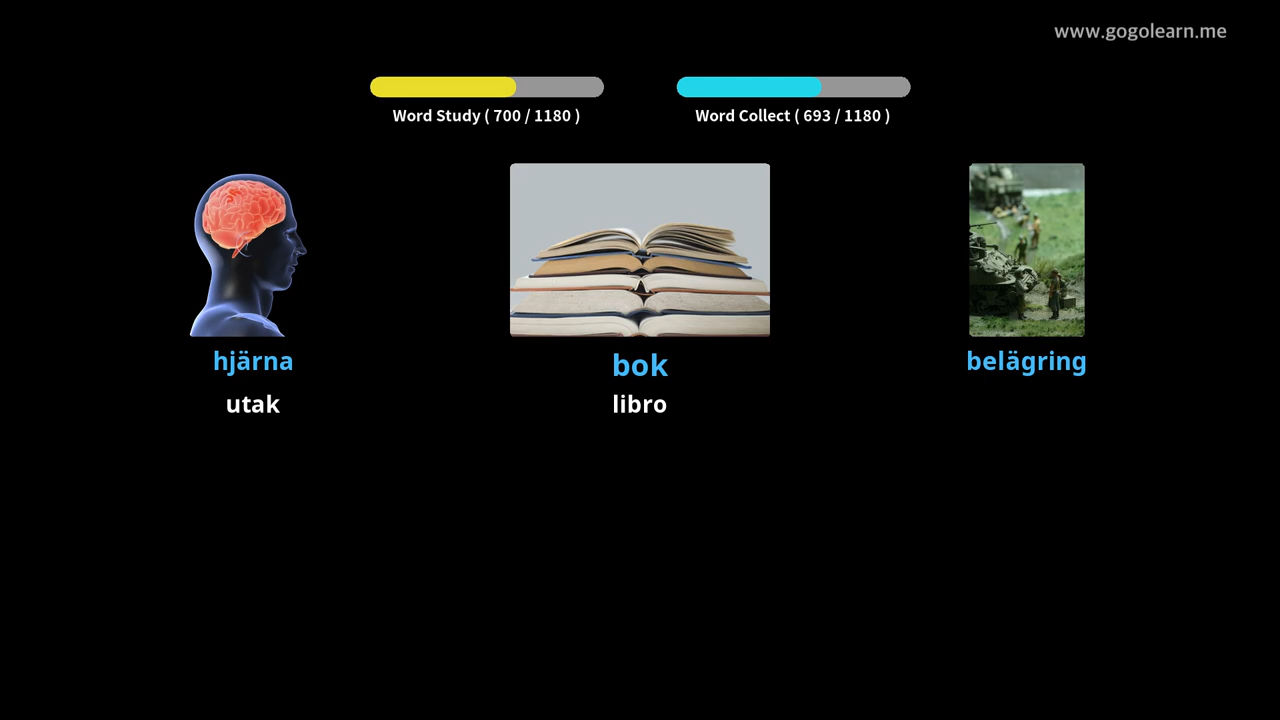 www.gogolearn.me
Word Study ( 700 / 1180 )
Word Collect ( 693 / 1180 )
hjärna
bok
belägring
utak
libro